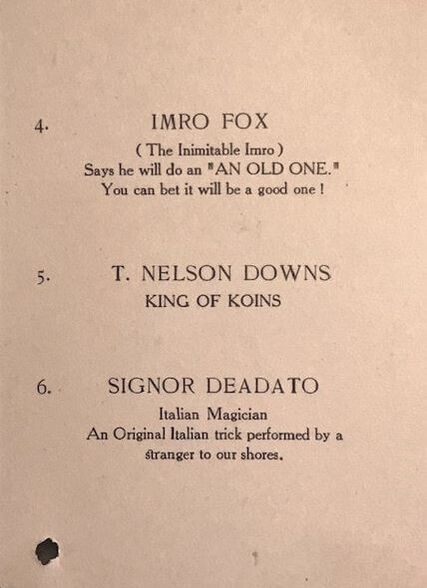 4. IMRO FOX
( The Inimitable Imro )
Says he will do an "AN OLD ONE."
You can bet it will be a good one !
5. T. NELSON DOWNS
KING OF KOINS
6. SIGNOR DEADATO
Italian Magician
An Original Italian trick performed by a
stranger to our shores.